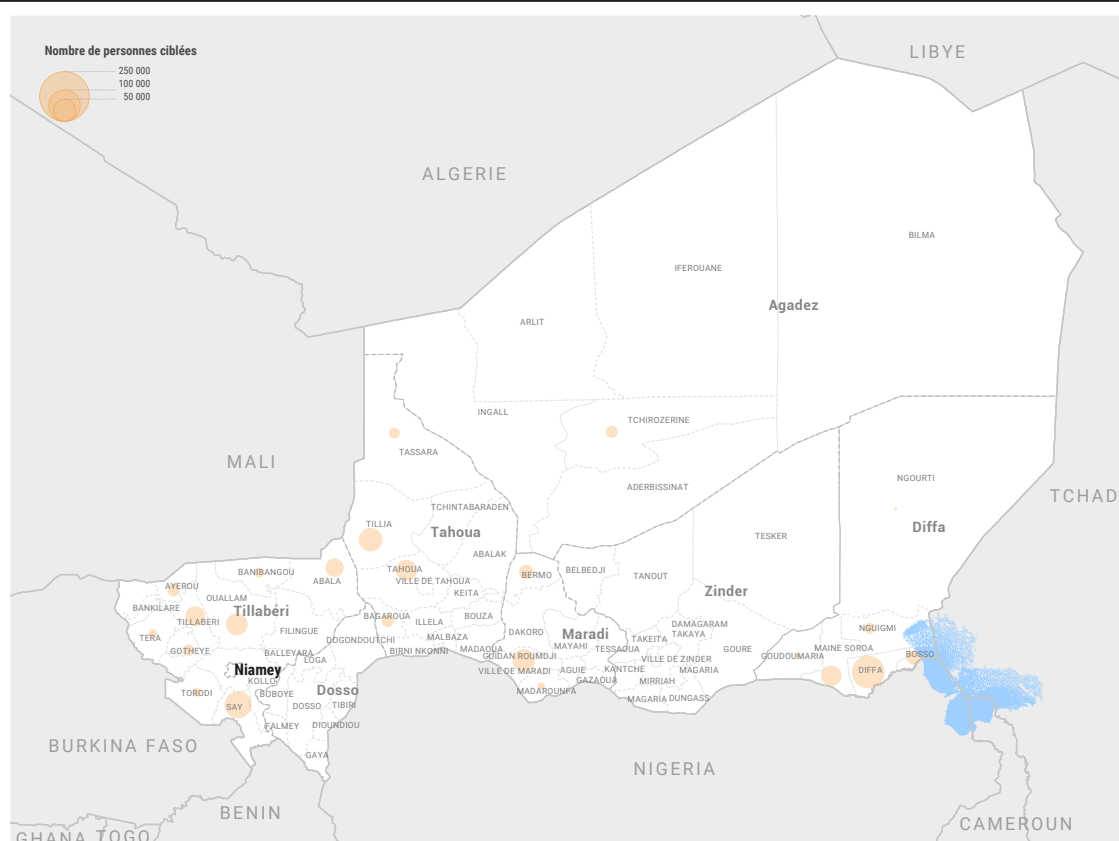 Nombre de personnes ciblées
250 000
100 000
50 000
LIBYE
ALGERIE
BILMA
IFEROUANE
Agadez
ARLIT
INGALL
TCHIROZERINE
TASSARA
MALI
ADERBISSINAT
NGOURTI
TCHAD
TCHINTABARADEN
TILLIA
Tahoua
Diffa
TESKER
ABALAK
BANIBANGOU
TAHOUA
BERMO
BELBEDJI
TANOUT
ABALA
VILLE DE TAHOUA
AYEROU
KEITA
Zinder
OUALLAM
BANKILARE
Tillabéri
TILLABERI
BAGAROUA
ILLELA
BOUZA
DAMAGARAM
TAKAYA
NGUIGMI
TERA
FILINGUE
DOGONDOUTCHI
MALBAZA
DAKORO
Maradi
TAKEITA
GOTHEYE
BALLEYARA
BIRNI NKONNI
MADAOUA
MAYAHI
TESSAOUA
GOURE
MAINE SOROA
GOUDOUMARIA
BOSSO
LOGA
GUIDAN ROUMDJI
VILLE DE ZINDER
Niamey
VILLE DE MARADI
AGUIE
KANTCHE
MAGARIA
DIFFA
KOLLO
GAZAOUA
MIRRIAH
TORODI
BOBOYE
Dosso
MADAROUNFA
MAGARIA
DUNGASS
SAY
DOSSO
TIBIRI
FALMEY
DIOUNDIOU
BURKINA FASO
GAYA
NIGERIA
BENIN
CAMEROUN
GHANA
TOGO